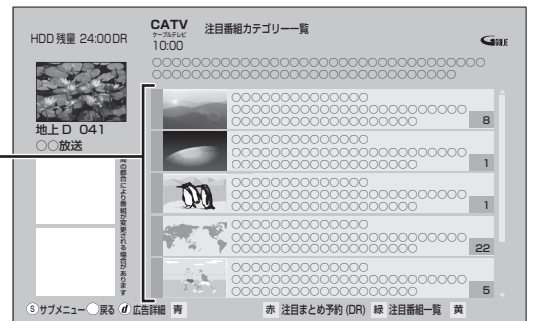 HDD 残量 24:00 DR
CATV
ケーブルテレビ
10:00
注目番組カテゴリー一覧
G GUIDE
○○○○○○○○○○○○○○○○○○○○○○○○○○○○○○○○○○
○○○○○○○○○○○○○○○○○○○○○○○○○○○○○○○
地上 D 041
○○放送
○○○○○○○○○○○○○○
○○○○○○○○○○○○○○○○○○○○○○○○
○○○○○○○○○○○○○○○○○○○
8
○○○○○○○○○○○○○○
○○○○○○○○○○○○○○○○○○○○○○○○
○○○○○○○○○○○○○○○○○○○
1
○○○○○○○○○○○○○○
○○○○○○○○○○○○○○○○○○○○○○○○
○○○○○○○○○○○○○○○○○○○
1
○○○○○○○○○○○○○○
○○○○○○○○○○○○○○○○○○○○○○○○
○○○○○○○○○○○○○○○○○○○
22
○○○○○○○○○○○○○○
○○○○○○○○○○○○○○○○○○○○○○○○
○○○○○○○○○○○○○○○○○○○
5
局の都合により番組が変更される場合があります
S サブメニュー 戻る d 広告詳細 青 赤 注目まとめ予約 (DR) 緑 注目番組一覧 黄